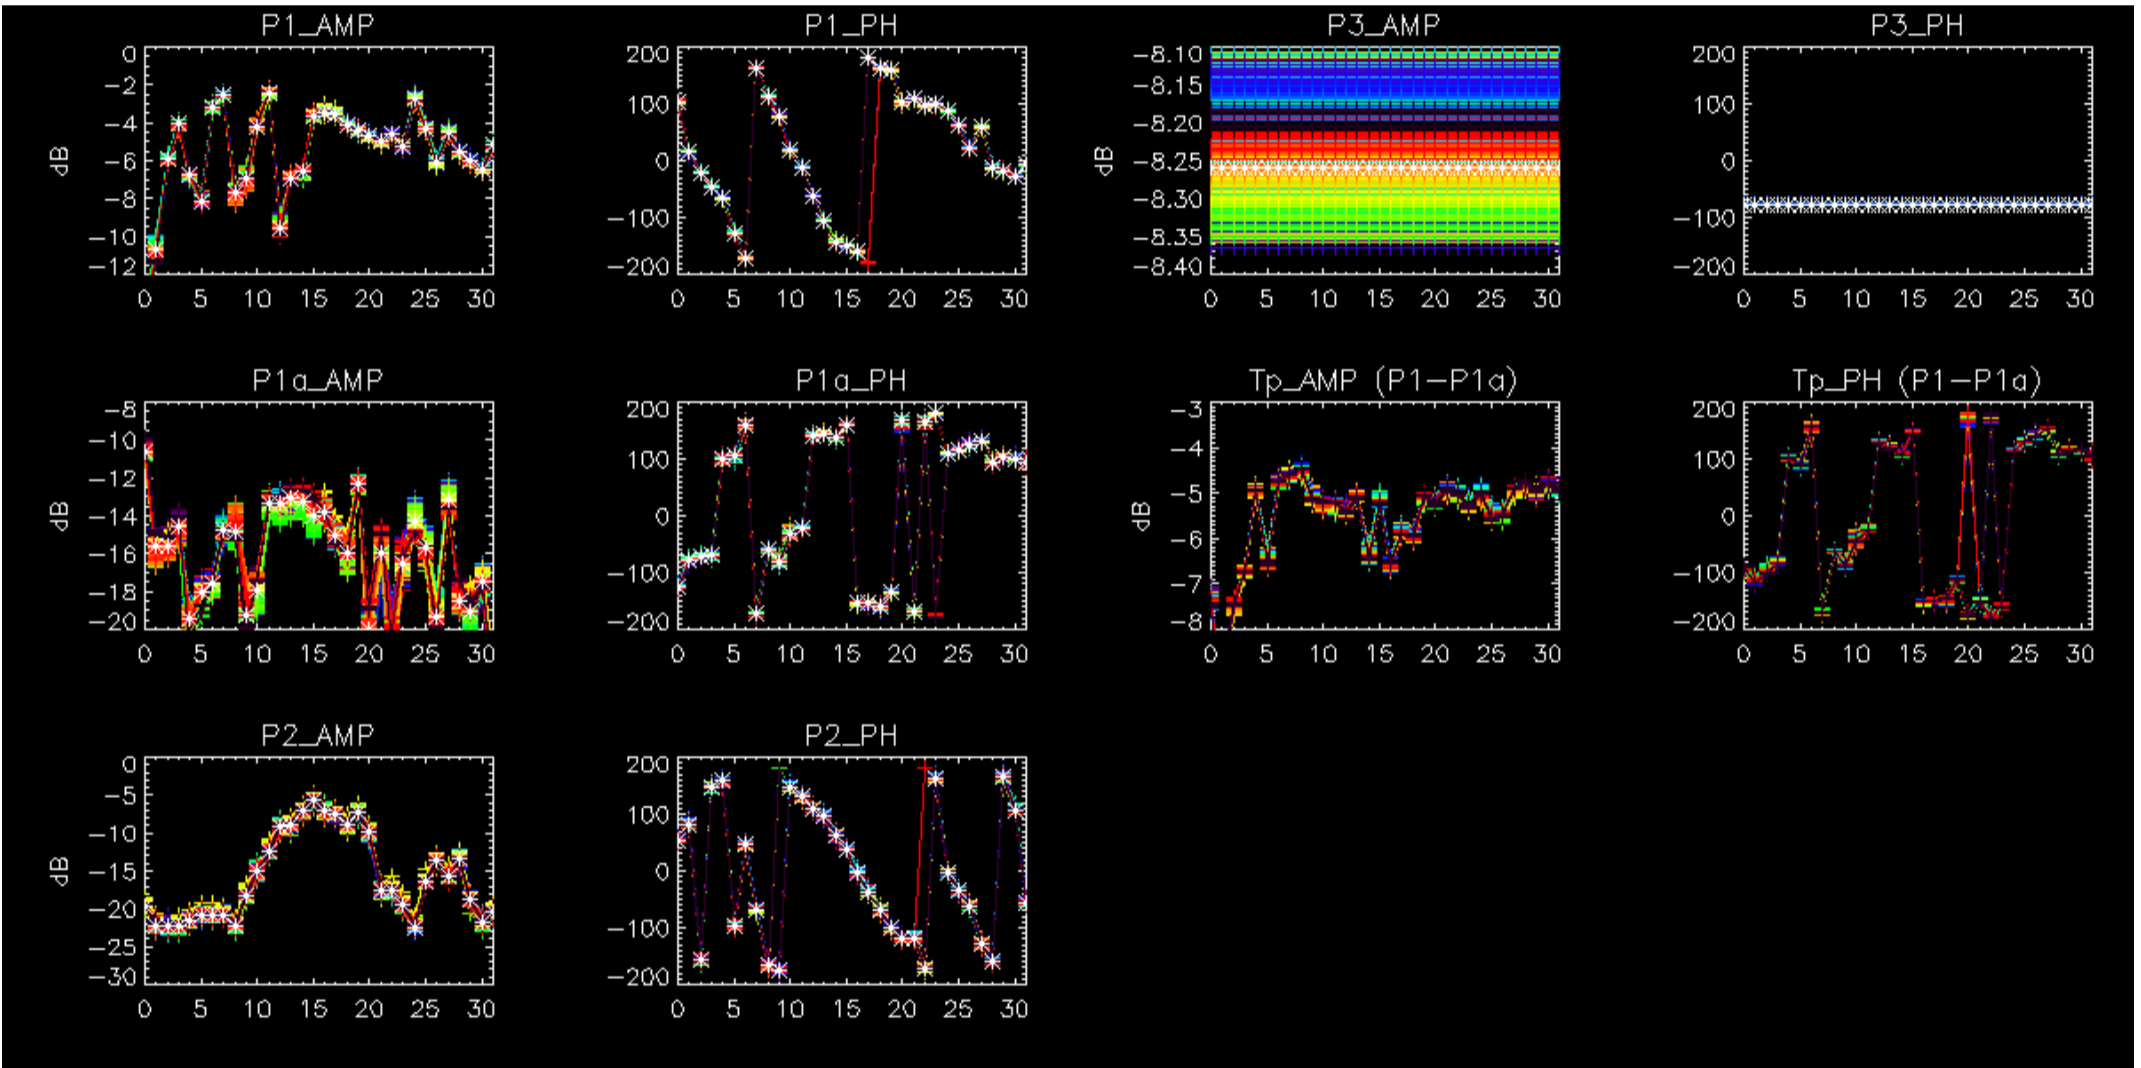 P1_AMP
dB
0
-2
-4
-6
-8
-10
-12
0 5 10 15 20 25 30
P1_PH
200
100
0
-100
-200
0 5 10 15 20 25 30
P3_AMP
dB
-8.10
-8.15
-8.20
-8.25
-8.30
-8.35
-8.40
0 5 10 15 20 25 30
P3_PH
200
100
0
-100
-200
0 5 10 15 20 25 30
P1a_AMP
dB
-8
-10
-12
-14
-16
-18
-20
0 5 10 15 20 25 30
P1a_PH
200
100
0
-100
-200
0 5 10 15 20 25 30
Tp_AMP (P1-P1a)
dB
-3
-4
-5
-6
-7
-8
0 5 10 15 20 25 30
Tp_PH (P1-P1a)
200
100
0
-100
-200
0 5 10 15 20 25 30
P2_AMP
dB
0
-5
-10
-15
-20
-25
-30
0 5 10 15 20 25 30
P2_PH
200
100
0
-100
-200
0 5 10 15 20 25 30